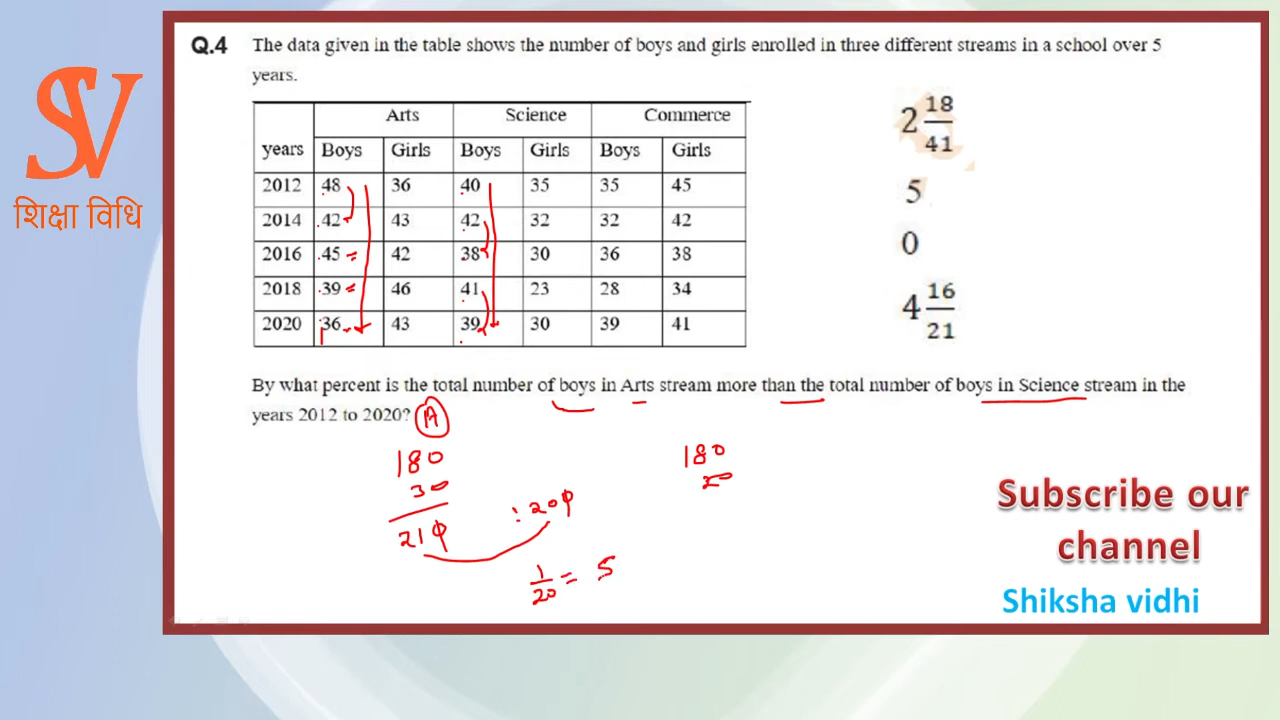 SV
शिक्षा विधि
Q.4 The data given in the table shows the number of boys and girls enrolled in three different streams in a school over 5
years.
years Arts Science Commerce
Boys Girls Boys Girls Boys Girls
2012 48 36 40 35 35 45
2014 42 43 42 32 32 42
2016 45 42 38 30 36 38
2018 39 46 41 23 28 34
2020 36 43 39 30 39 41
2 18/41
5
0
4 16/21
By what percent is the total number of boys in Arts stream more than the total number of boys in Science stream in the
years 2012 to 2020? A
180
30
210 : 200
180
20
1/20 = 5
Subscribe our
channel
Shiksha vidhi